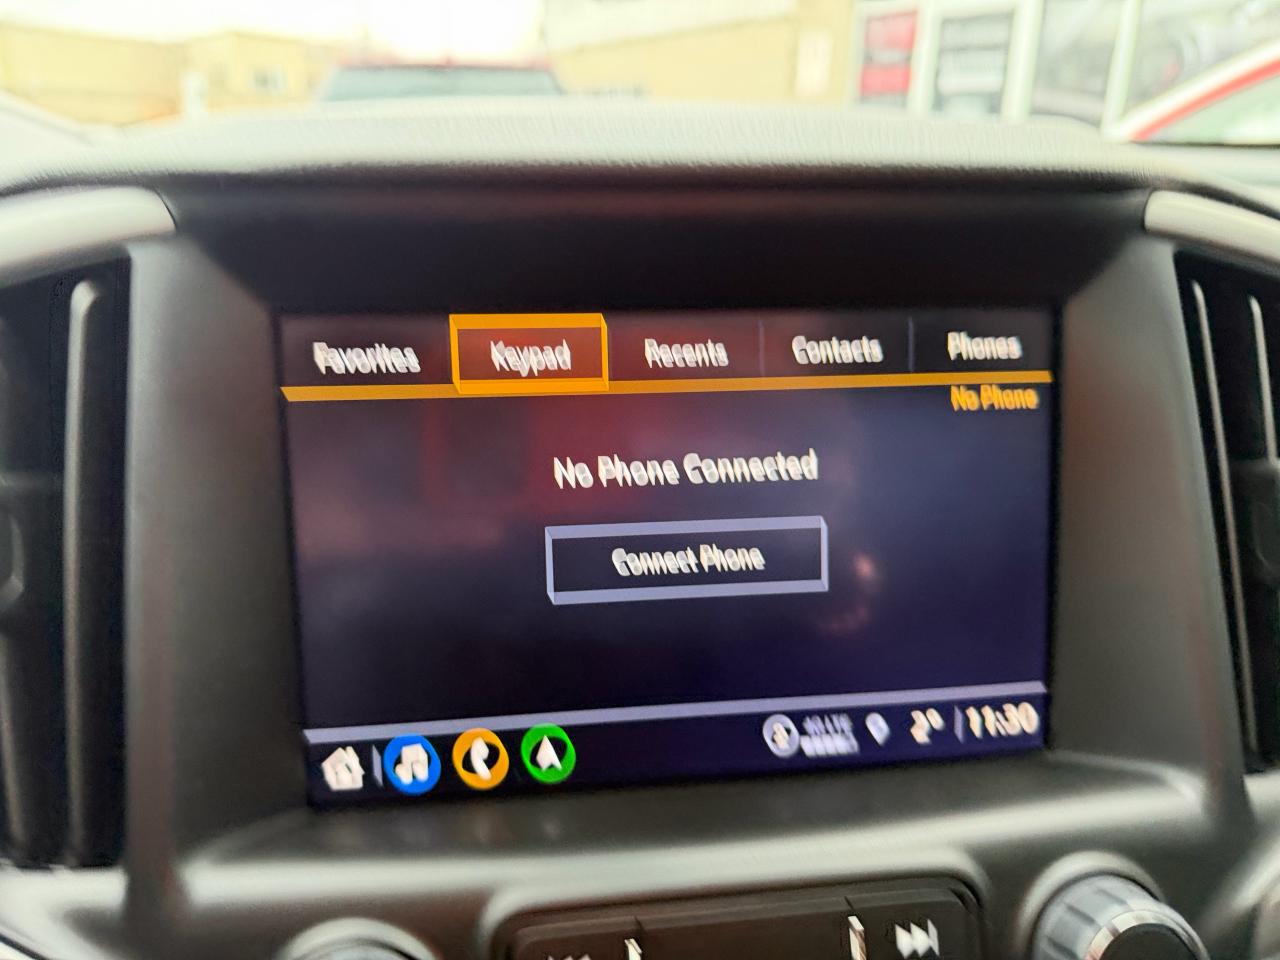 Favorites Keypad Recents Contacts Phones
No Phone
No Phone Connected
Connect Phone
2° 11:30